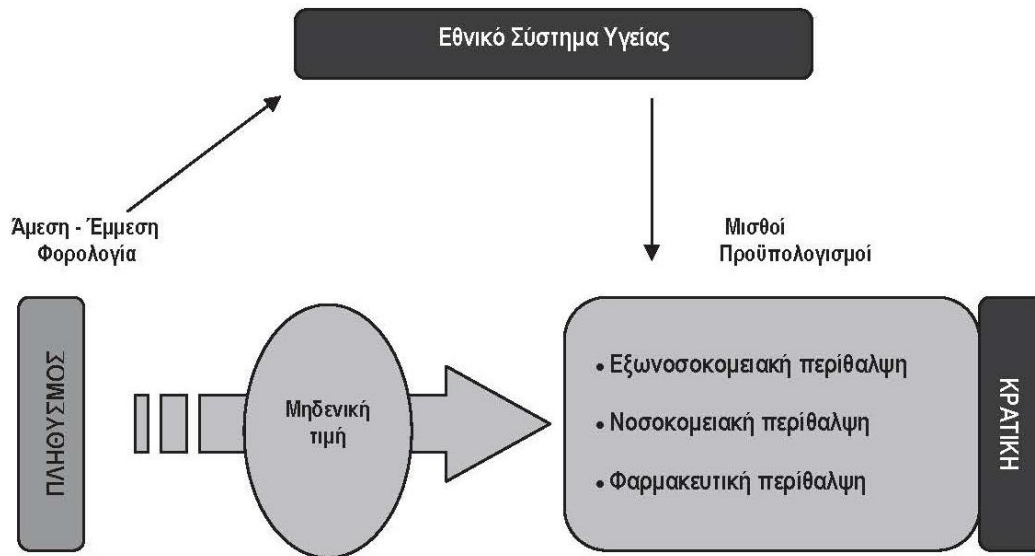 Εθνικό Σύστημα Υγείας
Άμεση - Έμμεση
Φορολογία
Μισθοί
Προϋπολογισμοί
ΠΛΗΘΥΣΜΟΣ
Μηδενική
τιμή
• Εξωνοσοκομειακή περίθαλψη
• Νοσοκομειακή περίθαλψη
• Φαρμακευτική περίθαλψη
ΚΡΑΤΙΚΗ